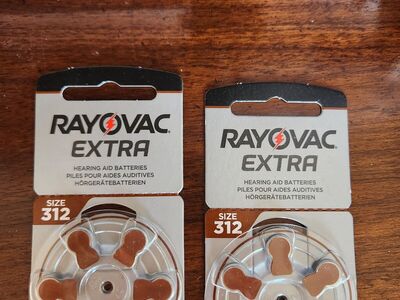 RAYOVAC
EXTRA
HEARING AID BATTERIES
PILES POUR AIDES AUDITIVES
HÖRGERÄTEBATTERIEN
SIZE
312
RAYOVAC
EXTRA
HEARING AID BATTERIES
PILES POUR AIDES AUDITIVES
HÖRGERÄTEBATTERIEN
SIZE
312